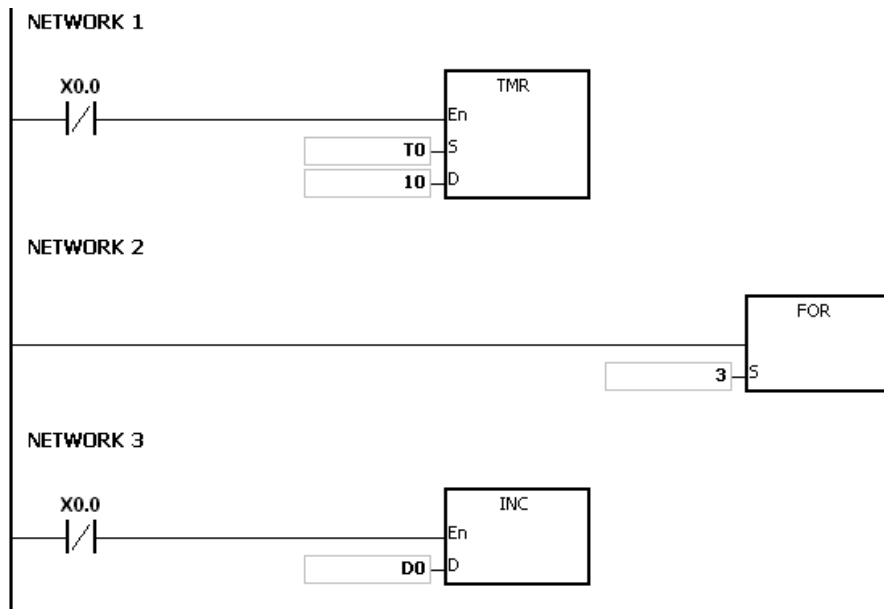 NETWORK 1
X0.0
TMR
En
T0 S
10 D
NETWORK 2
FOR
3 S
NETWORK 3
X0.0
INC
En
D0 D